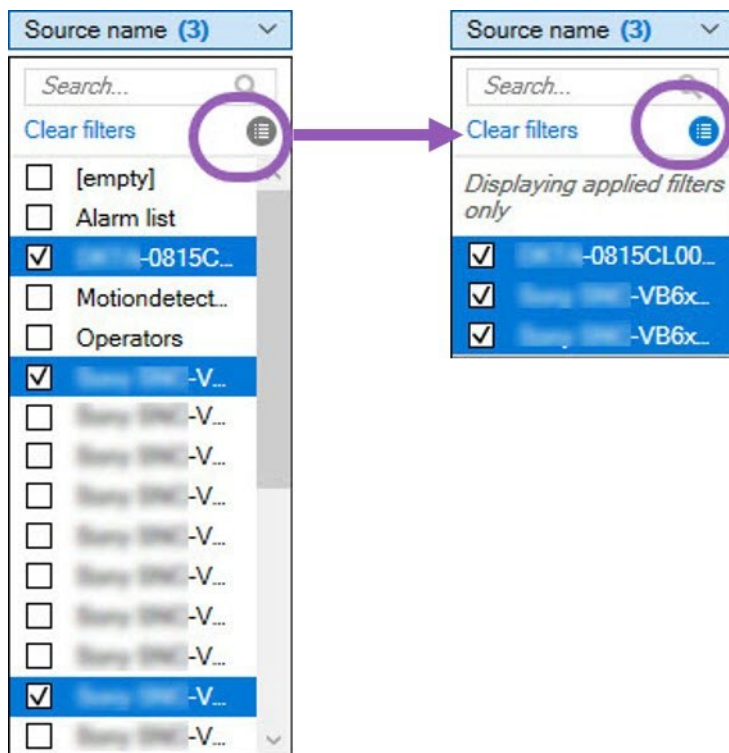 Source name (3)
Search...
Clear filters
[empty]
Alarm list
-0815C...
Motiondetect...
Operators
-V...
-V...
-V...
-V...
-V...
-V...
-V...
-V...
-V...
-V...
Source name (3)
Search...
Clear filters
Displaying applied filters
only
-0815CL00...
-VB6x...
-VB6x...